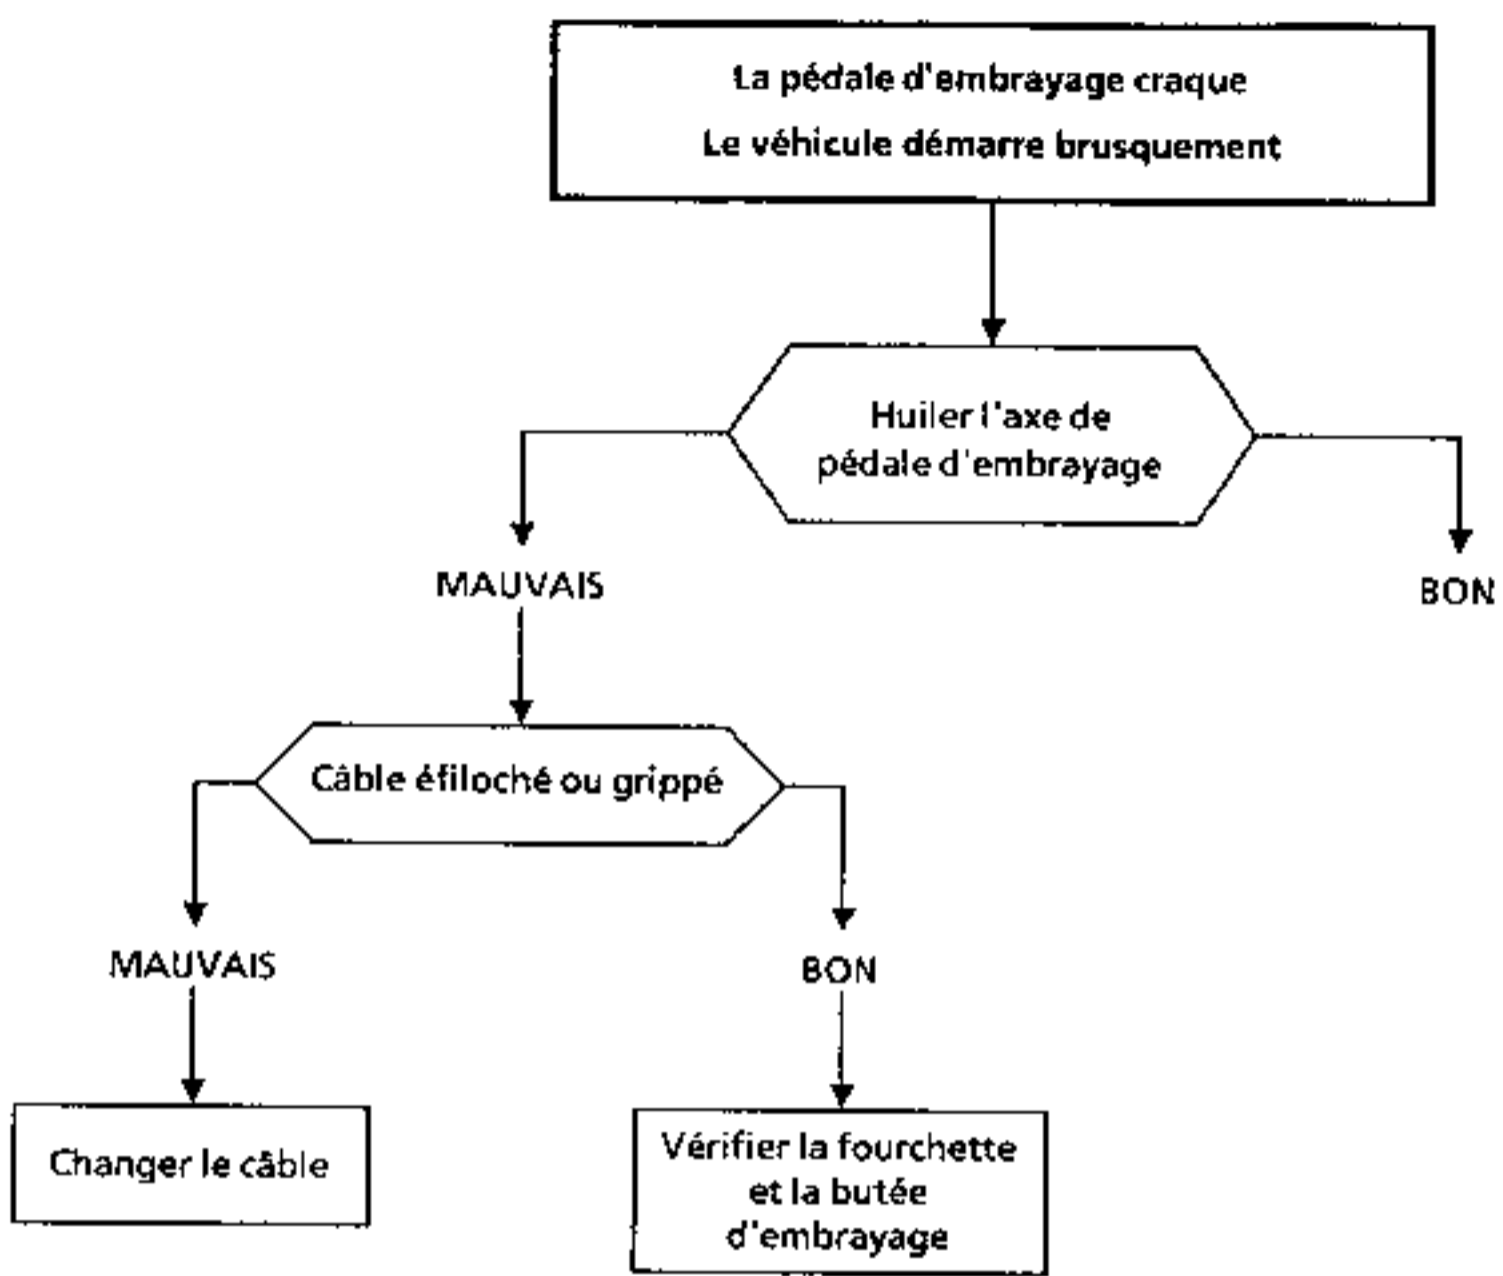 La pédale d'embrayage craque
Le véhicule démarre brusquement
Huiler l'axe de
pédale d'embrayage
MAUVAIS
BON
Câble éfiloché ou grippé
MAUVAIS
BON
Changer le câble
Vérifier la fourchette
et la butée
d'embrayage